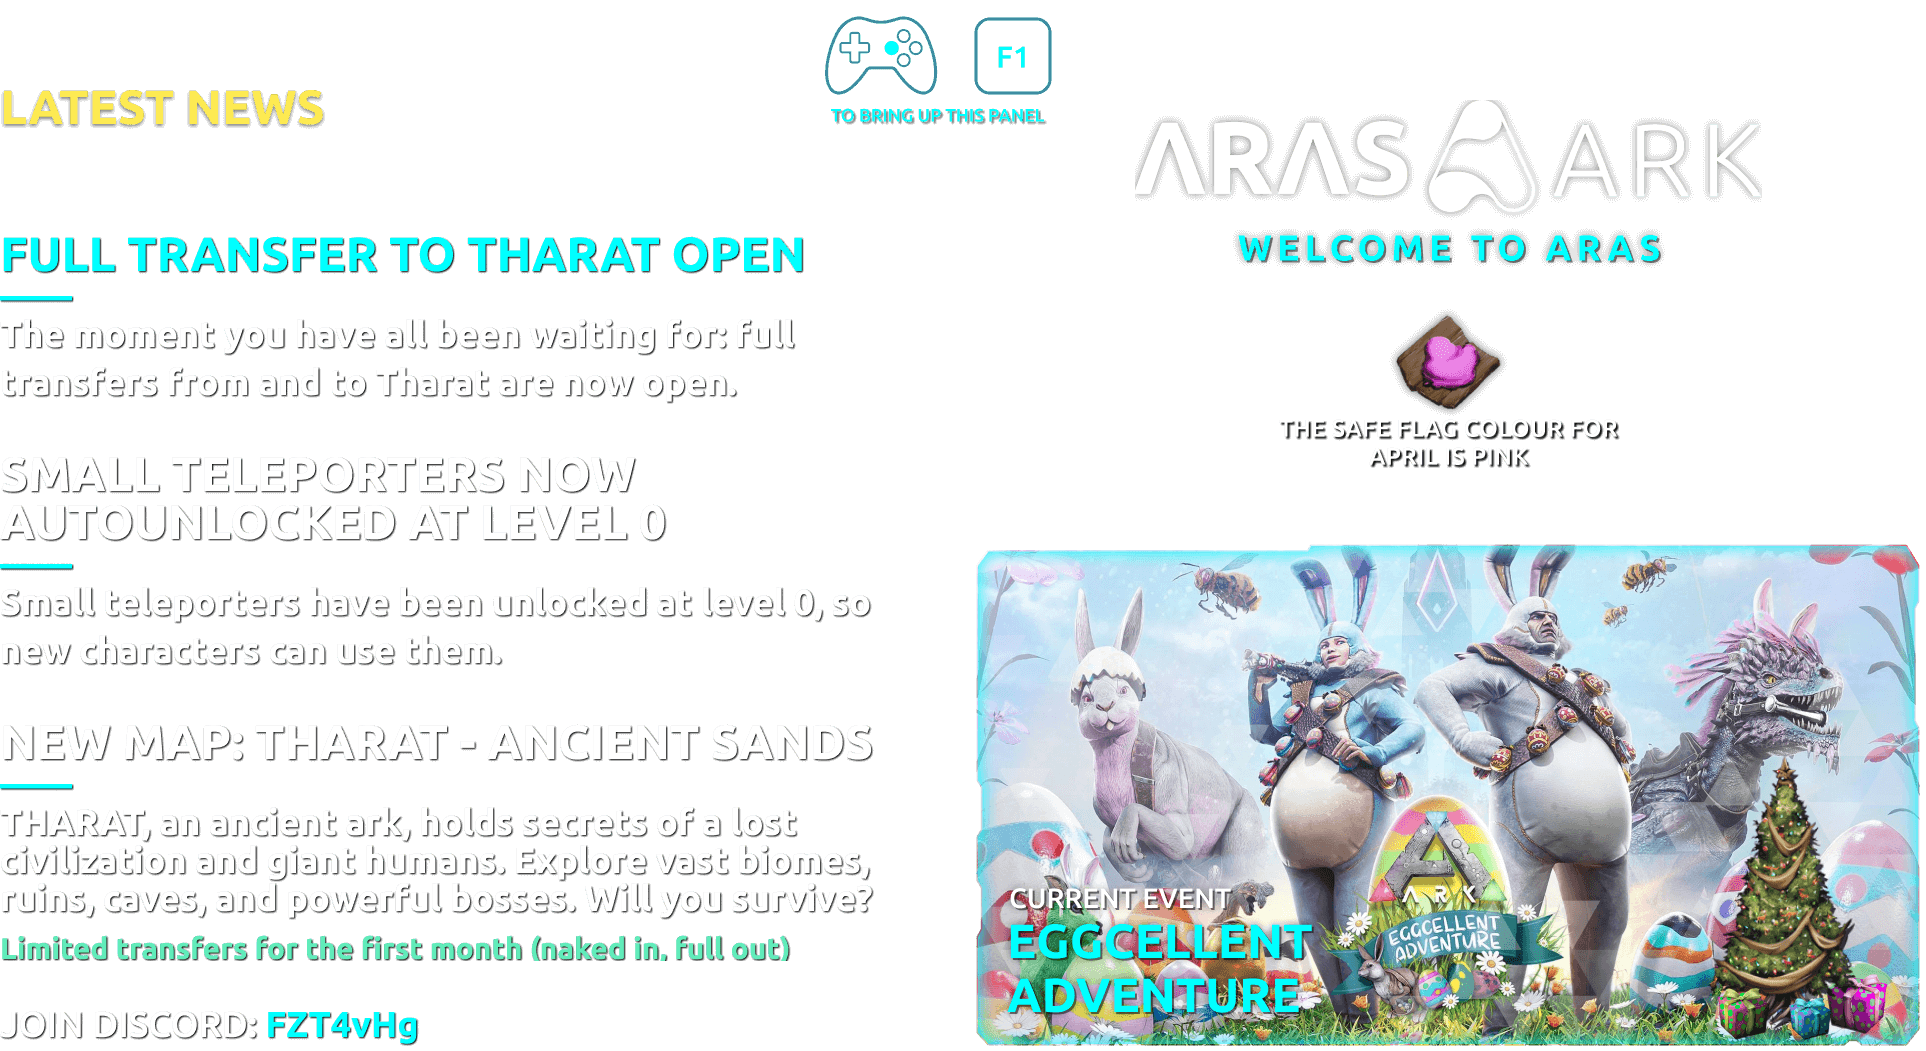 F1
TO BRING UP THIS PANEL
LATEST NEWS
FULL TRANSFER TO THARAT OPEN
The moment you have all been waiting for: full
transfers from and to Tharat are now open.
SMALL TELEPORTERS NOW
AUTOUNLOCKED AT LEVEL 0
Small teleporters have been unlocked at level 0, so
new characters can use them.
NEW MAP: THARAT - ANCIENT SANDS
THARAT, an ancient ark, holds secrets of a lost
civilization and giant humans. Explore vast biomes,
ruins, caves, and powerful bosses. Will you survive?
Limited transfers for the first month (naked in, full out)
JOIN DISCORD: FZT4vHg
ARAS ARK
WELCOME TO ARAS
THE SAFE FLAG COLOUR FOR
APRIL IS PINK
CURRENT EVENT
EGGCELLENT
ADVENTURE
ARK
EGGCELLENT
ADVENTURE